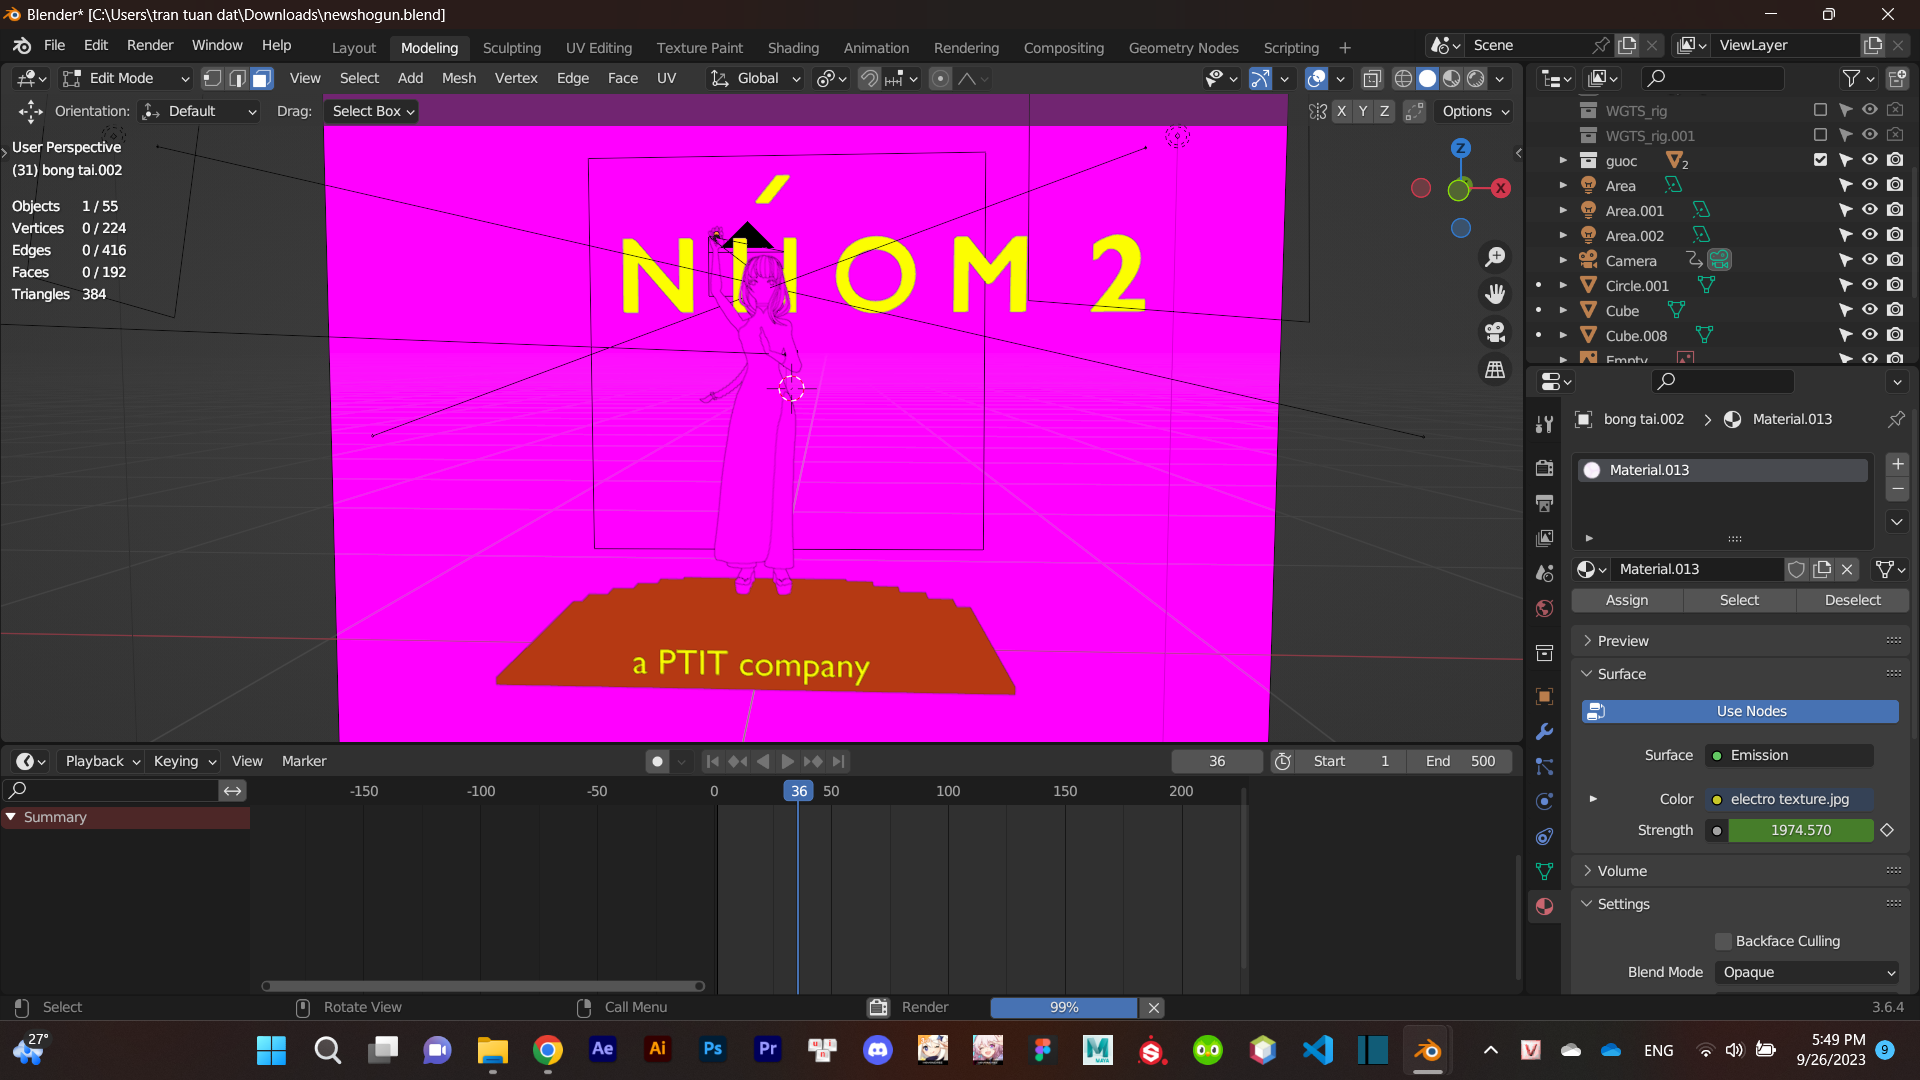 Blender* [C:\Users\tran tuan dat\Downloads\newshogun.blend]
File Edit Render Window Help Layout Modeling Sculpting UV Editing Texture Paint Shading Animation Rendering Compositing Geometry Nodes Scripting + Scene ViewLayer
Edit Mode View Select Add Mesh Vertex Edge Face UV Global
Orientation: Default Drag: Select Box X Y Z Options
User Perspective
(31) bong tai.002
Objects 1 / 55
Vertices 0 / 224
Edges 0 / 416
Faces 0 / 192
Triangles 384
Z
X
NHÓM 2
a PTIT company
WGTS_rig
WGTS_rig.001
guoc 2
Area
Area.001
Area.002
Camera
Circle.001
Cube
Cube.008
Empty
bong tai.002 > Material.013
Material.013
Material.013
Assign Select Deselect
Preview
Surface
Use Nodes
Surface Emission
Color electro texture.jpg
Strength 1974.570
Volume
Settings
Backface Culling
Blend Mode Opaque
Playback Keying View Marker 36 Start 1 End 500
-150 -100 -50 0 36 50 100 150 200
Summary
Select Rotate View Call Menu Render 99% 3.6.4
27° Ae Ai Ps Pr ENG 5:49 PM 9
9/26/2023